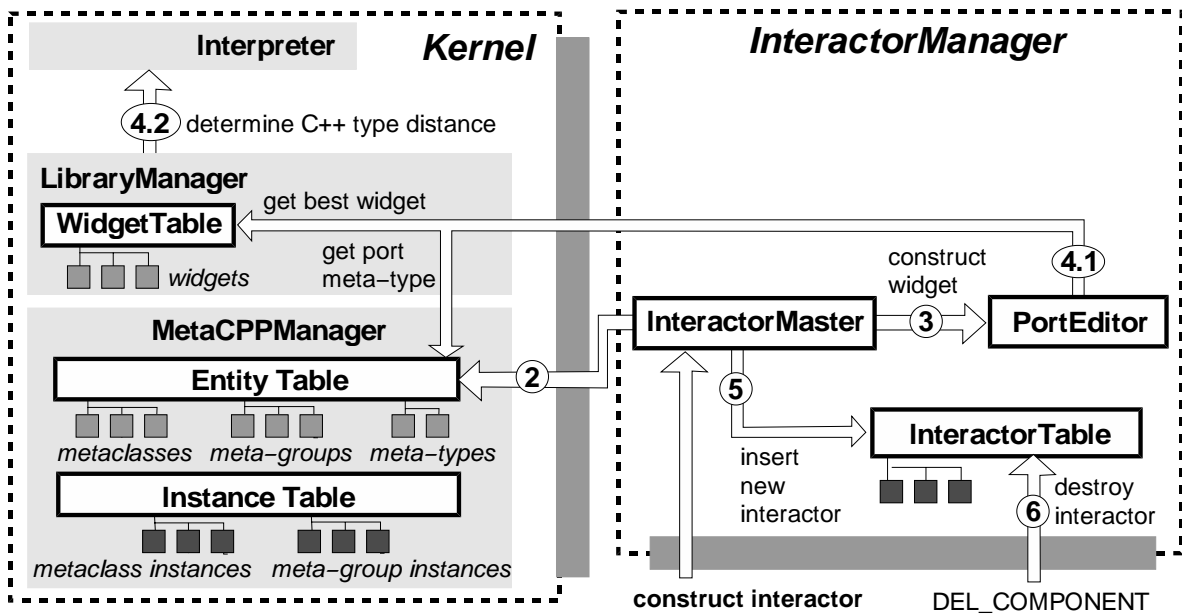 Interpreter
Kernel
4.2
determine C++ type distance
LibraryManager
WidgetTable
widgets
get best widget
get port
meta−type
MetaCPPManager
Entity Table
metaclasses
meta−groups
meta−types
Instance Table
metaclass instances
meta−group instances
2
InteractorManager
InteractorMaster
construct
widget
3
4.1
PortEditor
5
insert
new
interactor
InteractorTable
6
destroy
interactor
construct interactor
DEL_COMPONENT